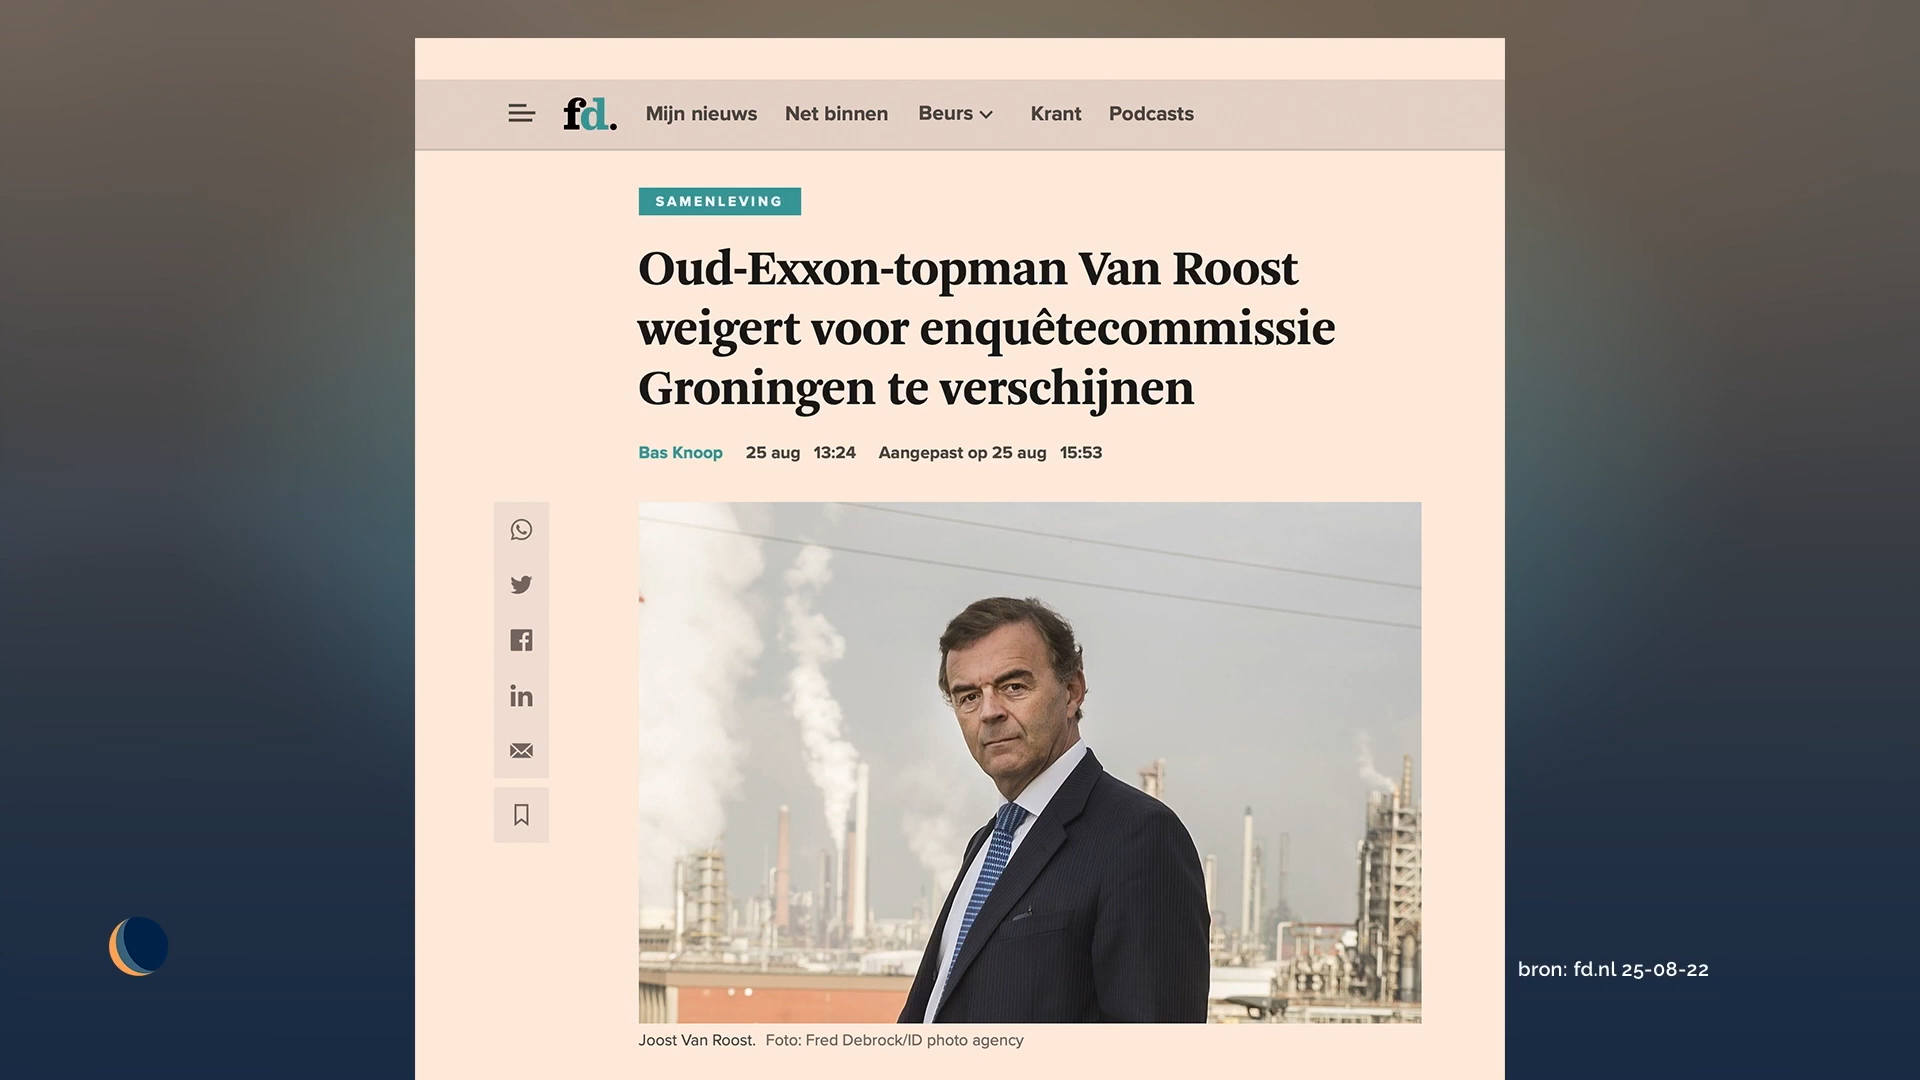 fd. Mijn nieuws Net binnen Beurs Krant Podcasts
SAMENLEVING
Oud-Exxon-topman Van Roost
weigert voor enquêtecommissie
Groningen te verschijnen
Bas Knoop 25 aug 13:24 Aangepast op 25 aug 15:53
Joost Van Roost. Foto: Fred Debrock/ID photo agency
bron: fd.nl 25-08-22